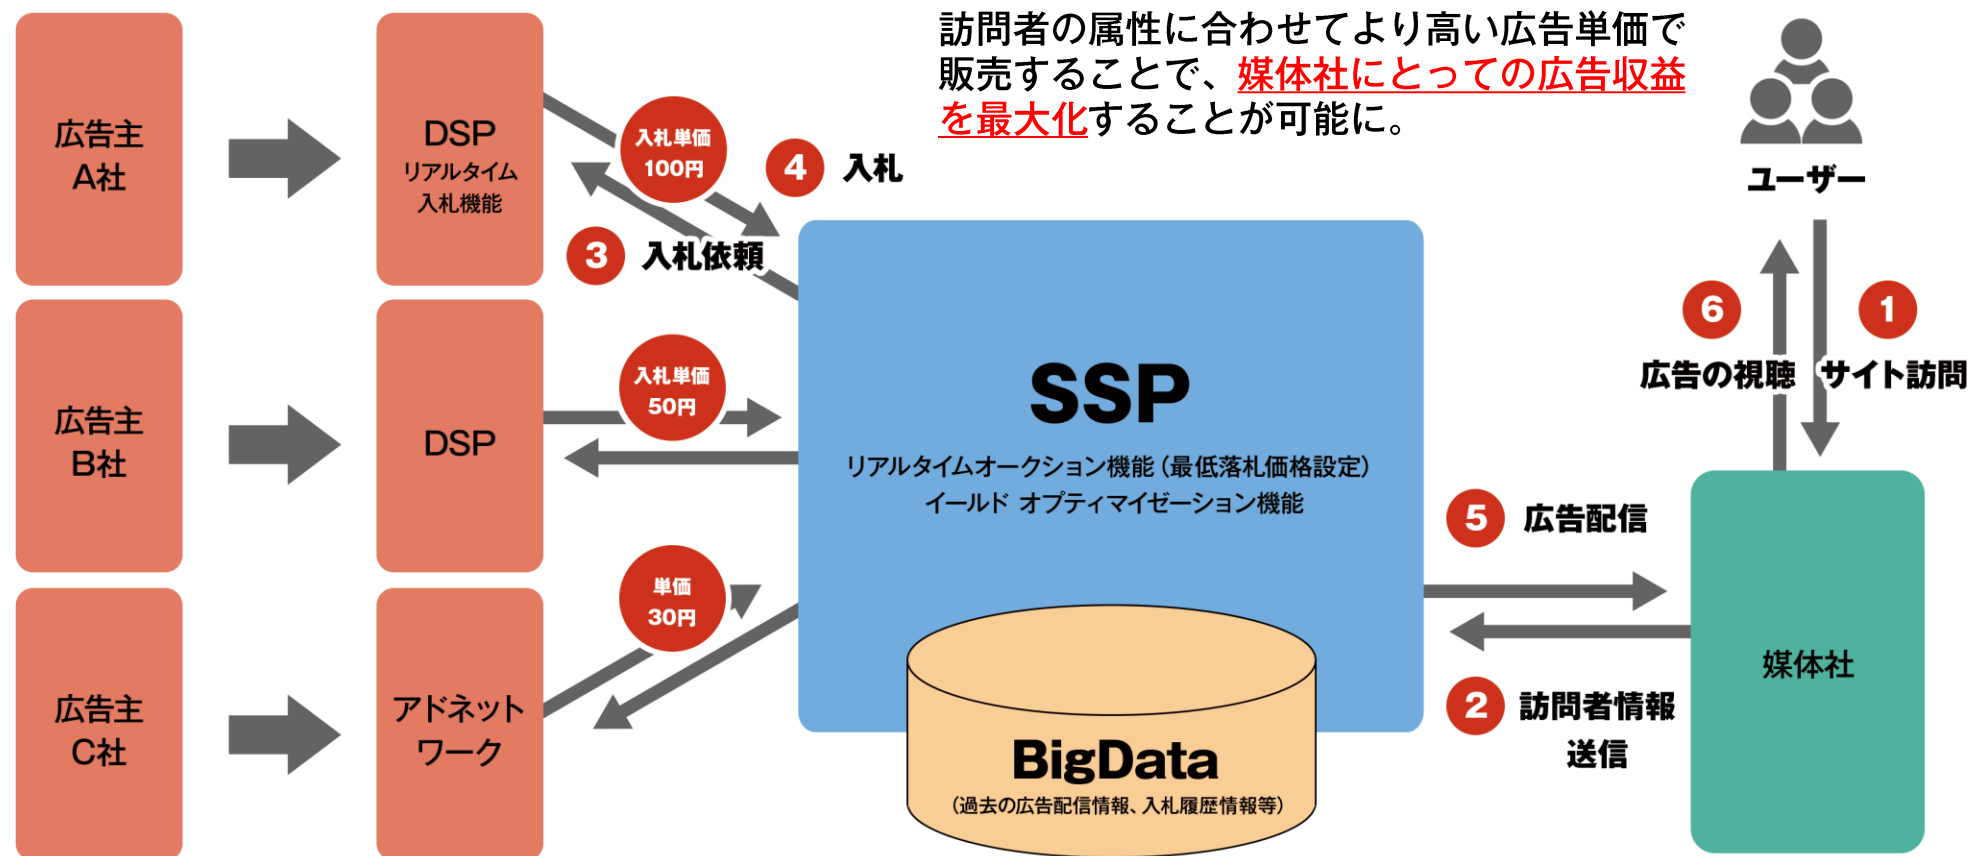 訪問者の属性に合わせてより高い広告単価で
販売することで、媒体社にとっての広告収益
を最大化することが可能に。
広告主
A社
DSP
リアルタイム
入札機能
入札単価
100円
4 入札
3 入札依頼
ユーザー
広告主
B社
DSP
入札単価
50円
SSP
リアルタイムオークション機能（最低落札価格設定）
イールド オプティマイゼーション機能
6
広告の視聴
1
サイト訪問
広告主
C社
アドネット
ワーク
単価
30円
BigData
（過去の広告配信情報、入札履歴情報等）
5 広告配信
2 訪問者情報
送信
媒体社